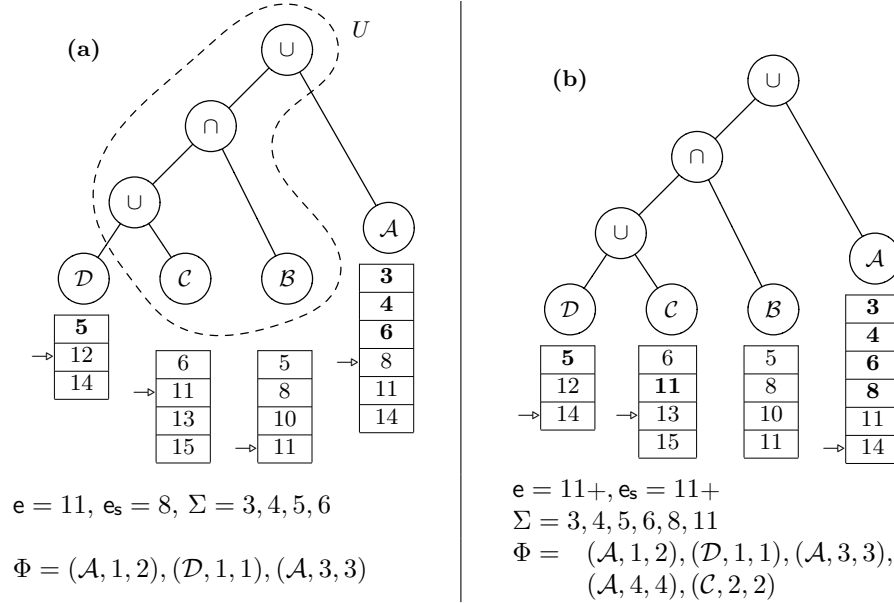 (a)
U
∪
∩
∪
𝒜
𝒟
𝒞
ℬ
5
12
14
6
11
13
15
5
8
10
11
3
4
6
8
11
14
e = 11, eₛ = 8, Σ = 3, 4, 5, 6
Φ = (𝒜, 1, 2), (𝒟, 1, 1), (𝒜, 3, 3)
(b)
∪
∩
∪
𝒜
𝒟
𝒞
ℬ
5
12
14
6
11
13
15
5
8
10
11
3
4
6
8
11
14
e = 11+, eₛ = 11+
Σ = 3, 4, 5, 6, 8, 11
Φ = (𝒜, 1, 2), (𝒟, 1, 1), (𝒜, 3, 3),
(𝒜, 4, 4), (𝒞, 2, 2)